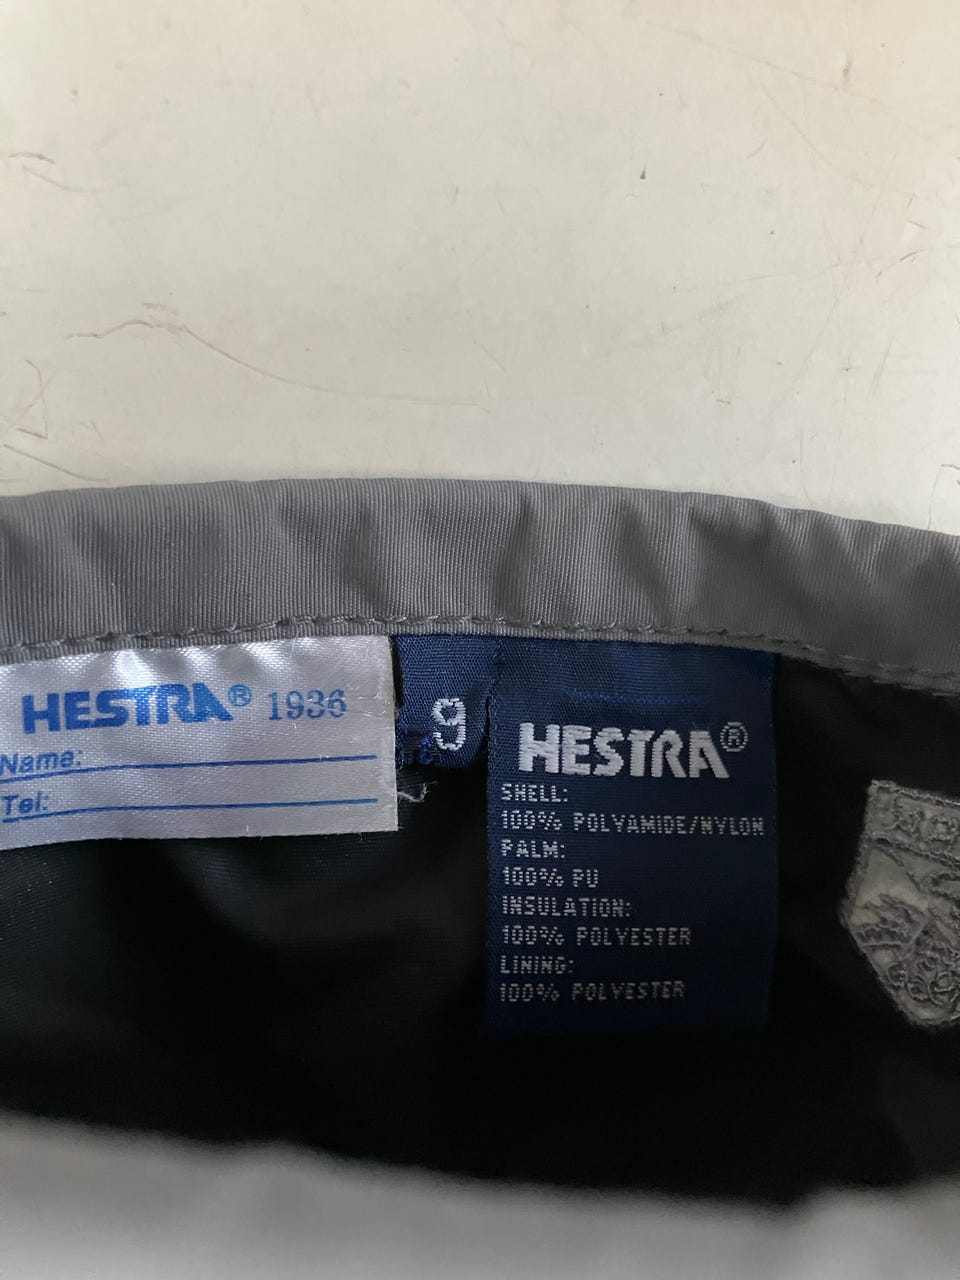 HESTRA® 1936
Name:
Tel:
9
HESTRA®
SHELL:
100% POLYAMIDE/NYLON
PALM:
100% PU
INSULATION:
100% POLYESTER
LINING:
100% POLYESTER